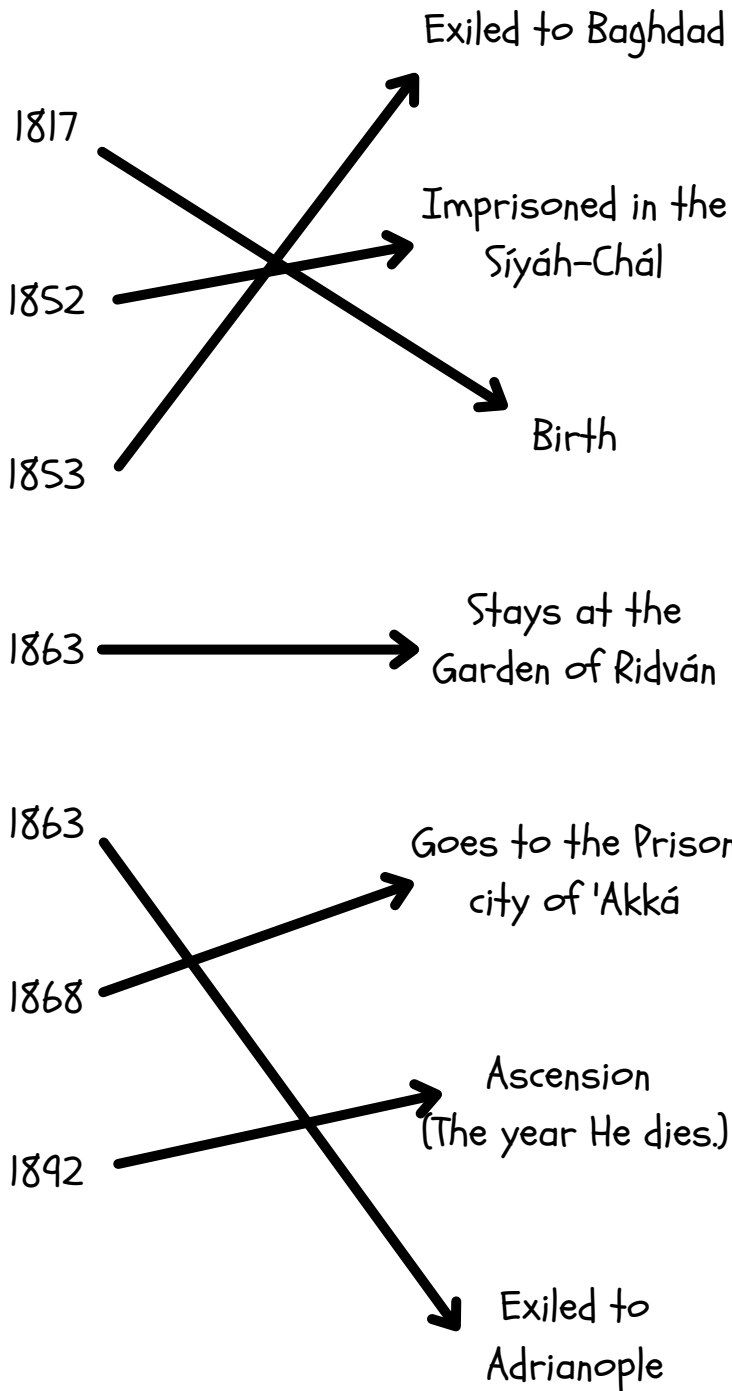 Exiled to Baghdad
1817
Imprisoned in the
Síyáh-Chál
1852
Birth
1853
Stays at the
1863
Garden of Ridván
1863
Goes to the Prison
city of 'Akká
1868
Ascension
(The year He dies.)
1892
Exiled to
Adrianople